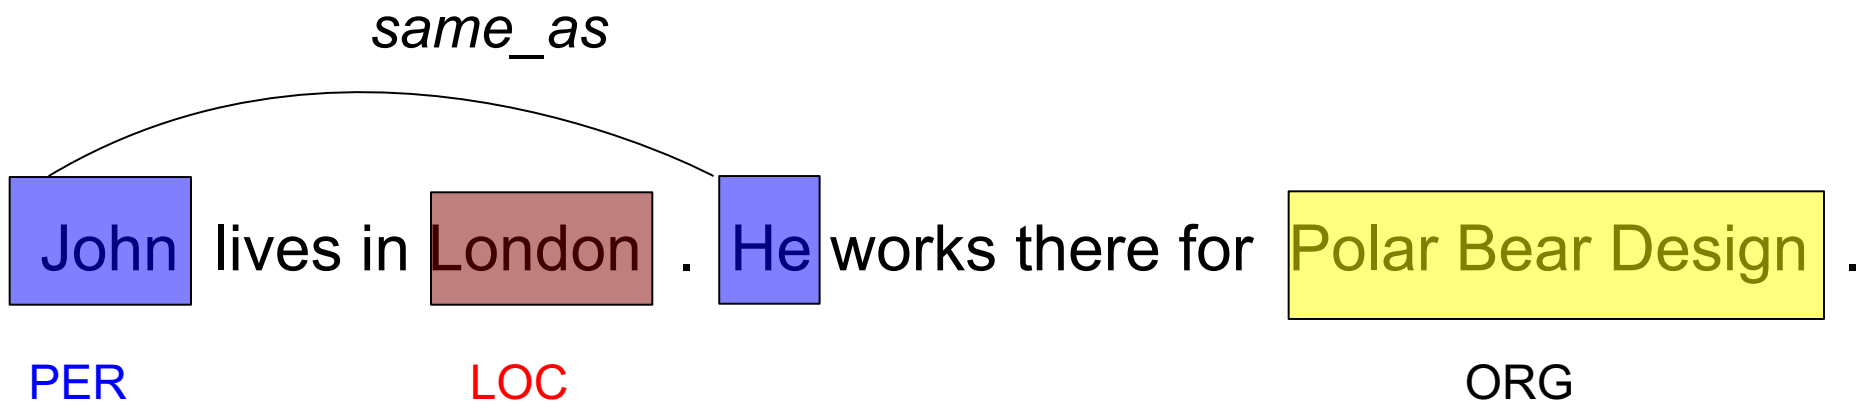 same_as
John lives in London . He works there for Polar Bear Design .
PER LOC ORG